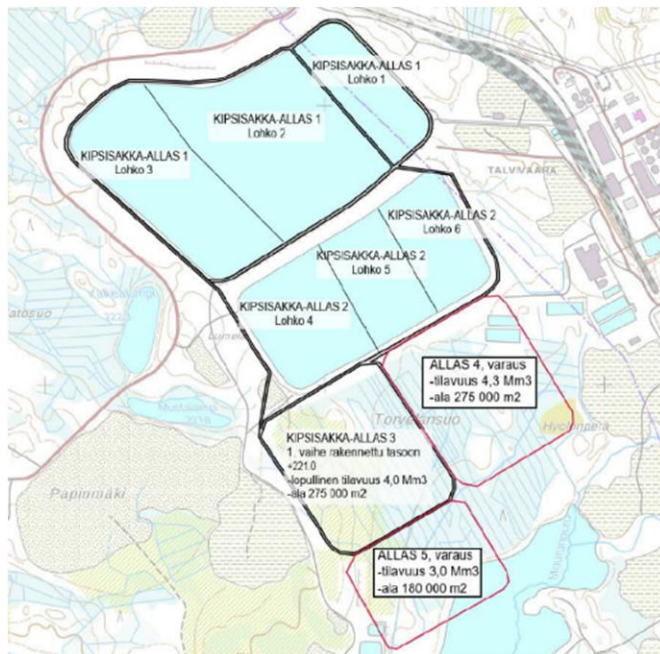 KIPSISAKKA-ALLAS 1
Lohko 1
KIPSISAKKA-ALLAS 1
Lohko 2
KIPSISAKKA-ALLAS 1
Lohko 3
TALVIVAARA
KIPSISAKKA-ALLAS 2
Lohko 6
KIPSISAKKA-ALLAS 2
Lohko 5
KIPSISAKKA-ALLAS 2
Lohko 4
ALLAS 4, varaus
-tilavuus 4,3 Mm3
-ala 275 000 m2
Torvelansuo
KIPSISAKKA-ALLAS 3
1. vaihe rakennettu tasoon
+221.0
-lopullinen tilavuus 4,0 Mm3
-ala 275 000 m2
Papinmäki
ALLAS 5, varaus
-tilavuus 3,0 Mm3
-ala 180 000 m2